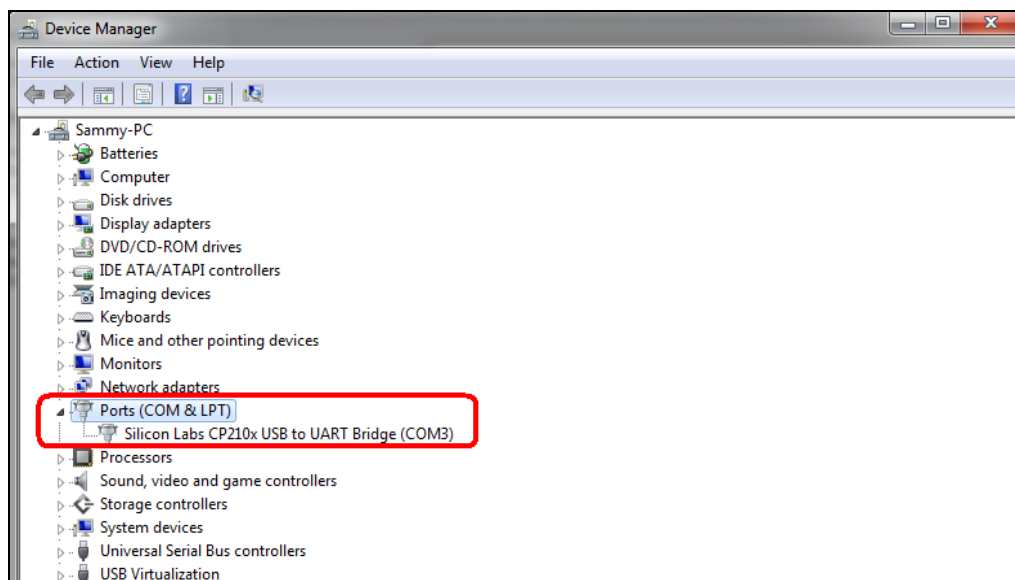 Device Manager
File Action View Help
Sammy-PC
Batteries
Computer
Disk drives
Display adapters
DVD/CD-ROM drives
IDE ATA/ATAPI controllers
Imaging devices
Keyboards
Mice and other pointing devices
Monitors
Network adapters
Ports (COM & LPT)
Silicon Labs CP210x USB to UART Bridge (COM3)
Processors
Sound, video and game controllers
Storage controllers
System devices
Universal Serial Bus controllers
USB Virtualization